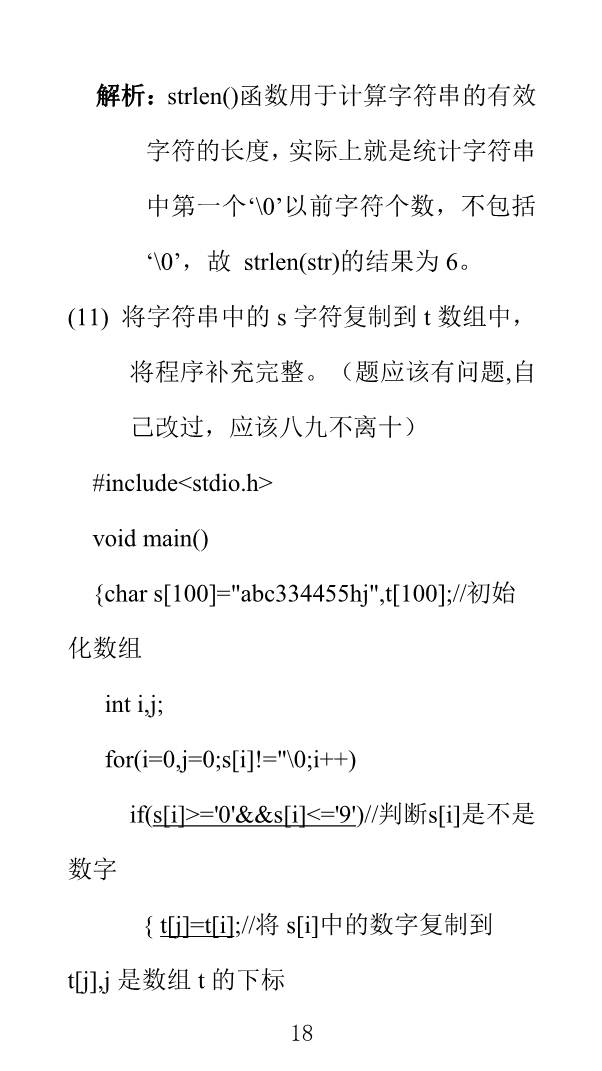 解析：strlen()函数用于计算字符串的有效
字符的长度，实际上就是统计字符串
中第一个‘\0’以前字符个数，不包括
‘\0’，故 strlen(str)的结果为 6。
(11) 将字符串中的 s 字符复制到 t 数组中，
将程序补充完整。（题应该有问题,自
己改过，应该八九不离十）
#include<stdio.h>
void main()
{char s[100]="abc334455hj",t[100];//初始
化数组
int i,j;
for(i=0,j=0;s[i]!="\0;i++)
if(s[i]>='0'&&s[i]<='9')//判断s[i]是不是
数字
{ t[j]=t[i];//将 s[i]中的数字复制到
t[j],j 是数组 t 的下标
18